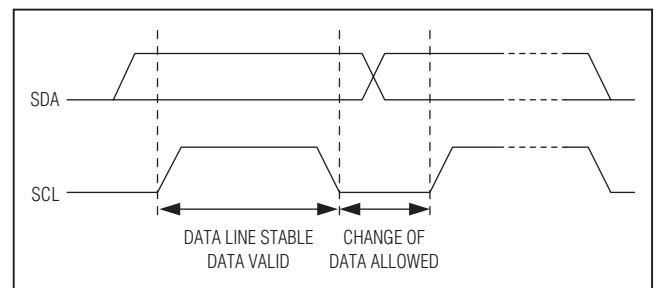 SDA
SCL
DATA LINE STABLE
DATA VALID
CHANGE OF
DATA ALLOWED